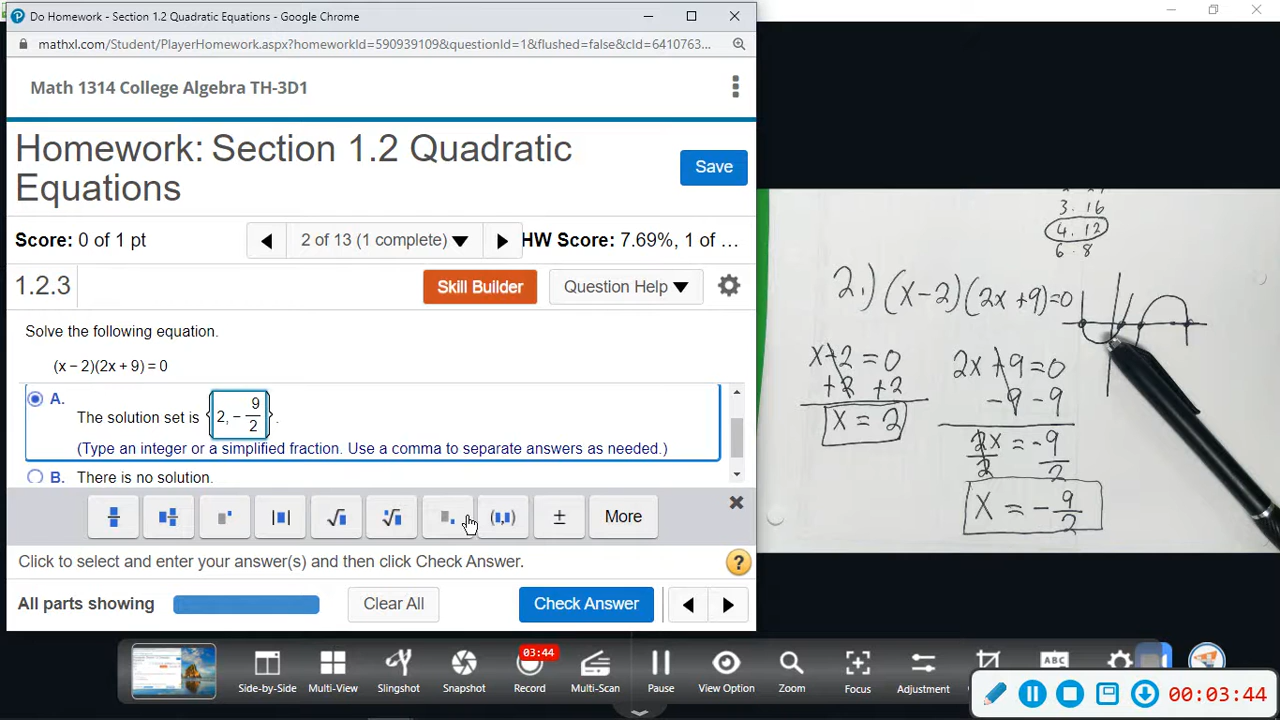 Do Homework - Section 1.2 Quadratic Equations - Google Chrome
mathxl.com/Student/PlayerHomework.aspx?homeworkId=590939109&questionId=1&flushed=false&cId=6410763...
Math 1314 College Algebra TH-3D1
Homework: Section 1.2 Quadratic
Equations
Save
Score: 0 of 1 pt
2 of 13 (1 complete)
HW Score: 7.69%, 1 of ...
1.2.3
Skill Builder
Question Help
Solve the following equation.
(x − 2)(2x + 9) = 0
A.
The solution set is { 2, − 9/2 }.
(Type an integer or a simplified fraction. Use a comma to separate answers as needed.)
B. There is no solution.
More
Click to select and enter your answer(s) and then click Check Answer.
?
All parts showing
Clear All
Check Answer
3 . 16
4 . 12
6 . 8
2.) (x−2)(2x+9)=0
x−2=0
+2 +2
x = 2
2x+9=0
−9 −9
2x = −9
2 2
x = −9/2
03:44
Side-by-Side
Multi-View
Slingshot
Snapshot
Record
Multi-Scan
Pause
View Option
Zoom
Focus
Adjustment
ABC
00:03:44